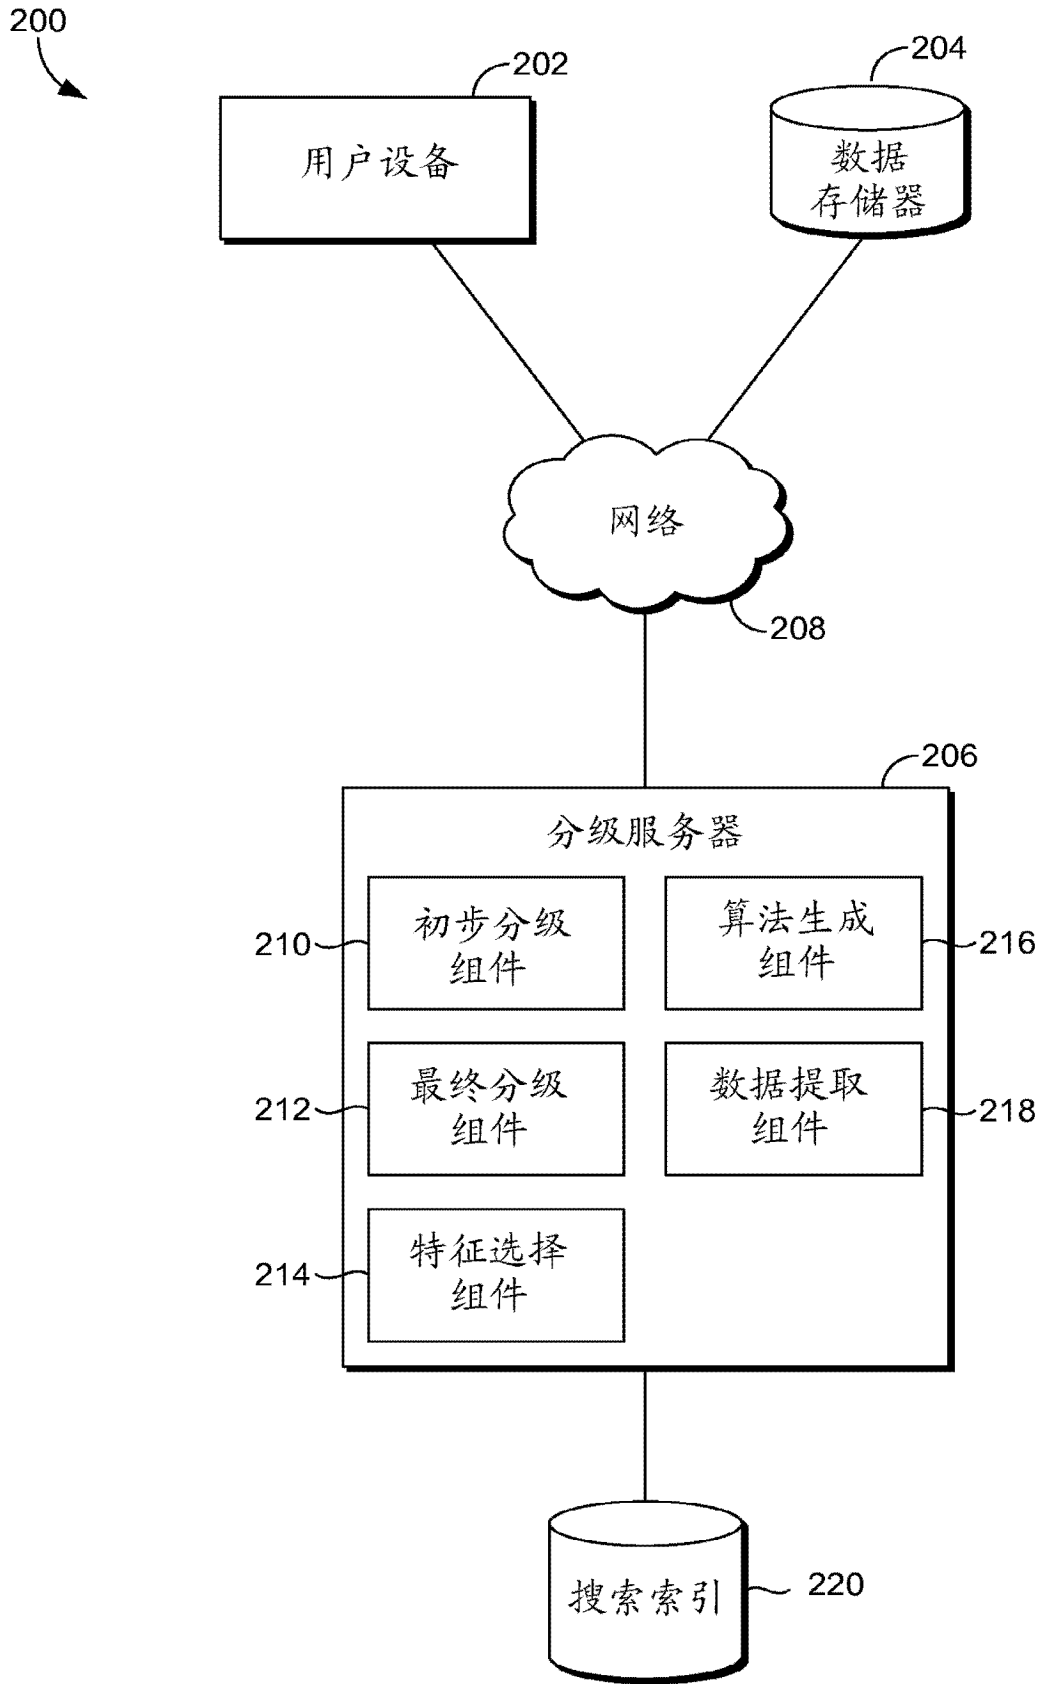 200
202
用户设备
204
数据
存储器
网络
208
206
分级服务器
210
初步分级
组件
算法生成
组件
216
212
最终分级
组件
数据提取
组件
218
214
特征选择
组件
搜索索引
220